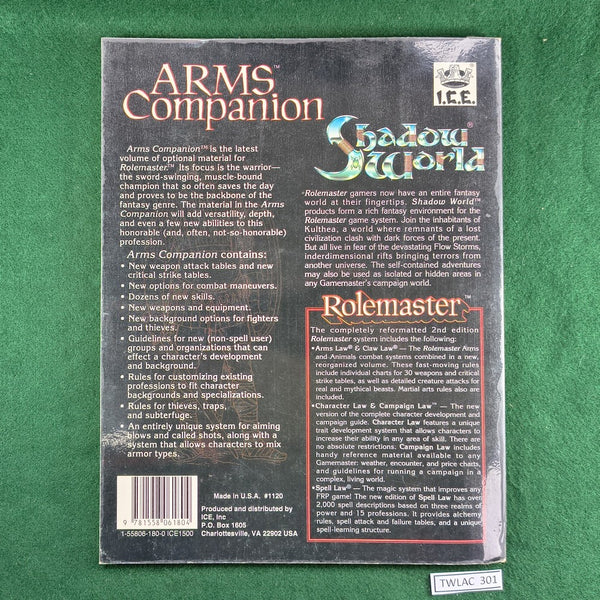 ARMS™
Companion
Arms Companion™ is the latest
volume of optional material for
Rolemaster.™ Its focus is the warrior—
the sword-swinging, muscle-bound
champion that so often saves the day
and proves to be the backbone of the
fantasy genre. The material in the Arms
Companion will add versatility, depth,
and even a few new abilities to this
honorable (and, often, not-so-honorable)
profession.
Arms Companion contains:
• New weapon attack tables and new
critical strike tables.
• New options for combat maneuvers.
• Dozens of new skills.
• New weapons and equipment.
• New background options for fighters
and thieves.
• Guidelines for new (non-spell user)
groups and organizations that can
effect a character's development
and background.
• Rules for customizing existing
professions to fit character
backgrounds and specializations.
• Rules for thieves, traps,
and subterfuge.
• An entirely unique system for aiming
blows and called shots, along with a
system that allows characters to mix
armor types.
9 781558 061804
1-55806-180-0 ICE1500
Made in U.S.A. #1120
Produced and distributed by
ICE, Inc
P.O. Box 1605
Charlottesville, VA 22902 USA
I.C.E.
Shadow®
World
Rolemaster gamers now have an entire fantasy
world at their fingertips. Shadow World™
products form a rich fantasy environment for the
Rolemaster game system. Join the inhabitants of
Kulthea, a world where remnants of a lost
civilization clash with dark forces of the present.
But all live in fear of the devastating Flow Storms,
inderdimensional rifts bringing terrors from
another universe. The self-contained adventures
may also be used as isolated or hidden areas in
any Gamemaster's campaign world.
Rolemaster™
The completely reformatted 2nd edition
Rolemaster system includes the following:
•Arms Law® & Claw Law® — The Rolemaster Arms
and Animals combat systems combined in a new,
reorganized volume. These fast-moving rules
include individual charts for 30 weapons and critical
strike tables, as well as detailed creature attacks for
real and mythical beasts. Martial arts rules also are
included.
•Character Law & Campaign Law™ — The new
version of the complete character development and
campaign guide. Character Law features a unique
trait development system that allows characters to
increase their ability in any area of skill. There are
no absolute restrictions. Campaign Law includes
handy reference material available to any
Gamemaster: weather, encounter, and price charts,
and guidelines for running a campaign in a
complex, living world.
•Spell Law® — The magic system that improves any
FRP game! The new edition of Spell Law has over
2,000 spell descriptions based on three realms of
power and 15 professions. It provides alchemy
rules, spell attack and failure tables, and a unique
spell-learning structure.
TWLAC 301